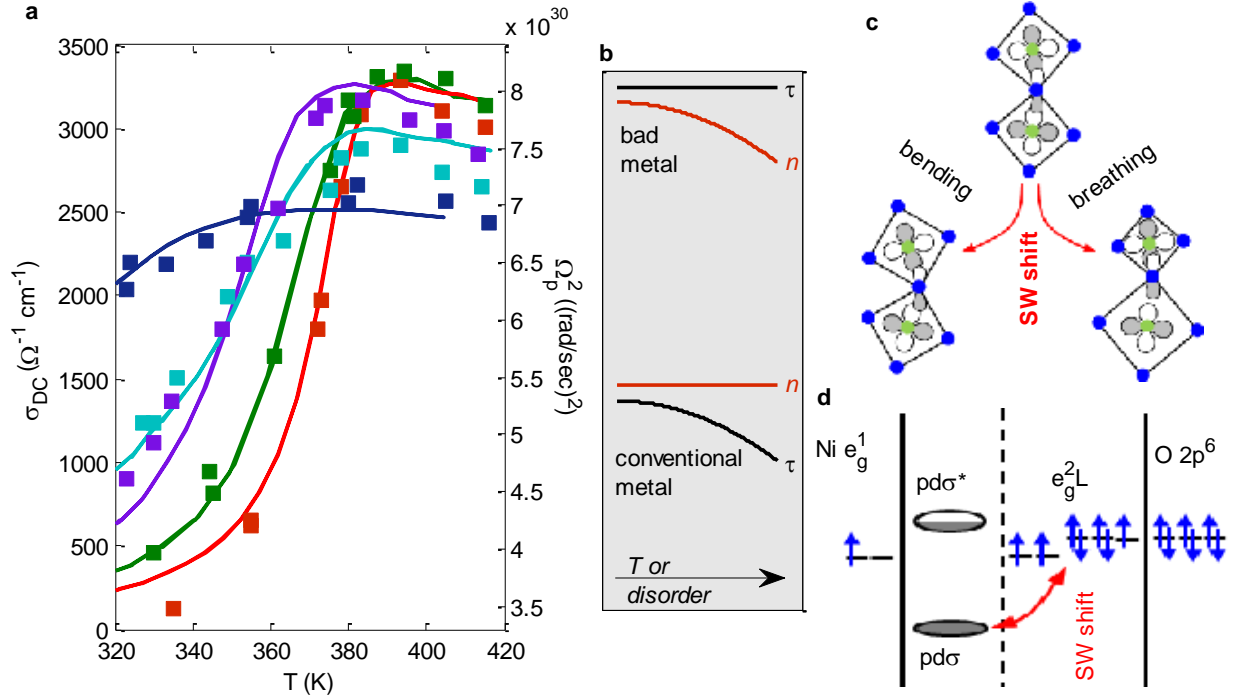 a
x 10^30
3500
3000
2500
2000
1500
1000
500
0
σ_DC (Ω^-1 cm^-1)
320
340
360
380
400
420
T (K)
8
7.5
7
6.5
6
5.5
5
4.5
4
3.5
Ω_p^2 ((rad/sec)^2)
b
τ
bad
metal
n
n
conventional
metal
τ
T or
disorder
c
bending
breathing
SW shift
d
Ni e_g^1
pdσ*
e_g^2L
O 2p^6
pdσ
SW shift